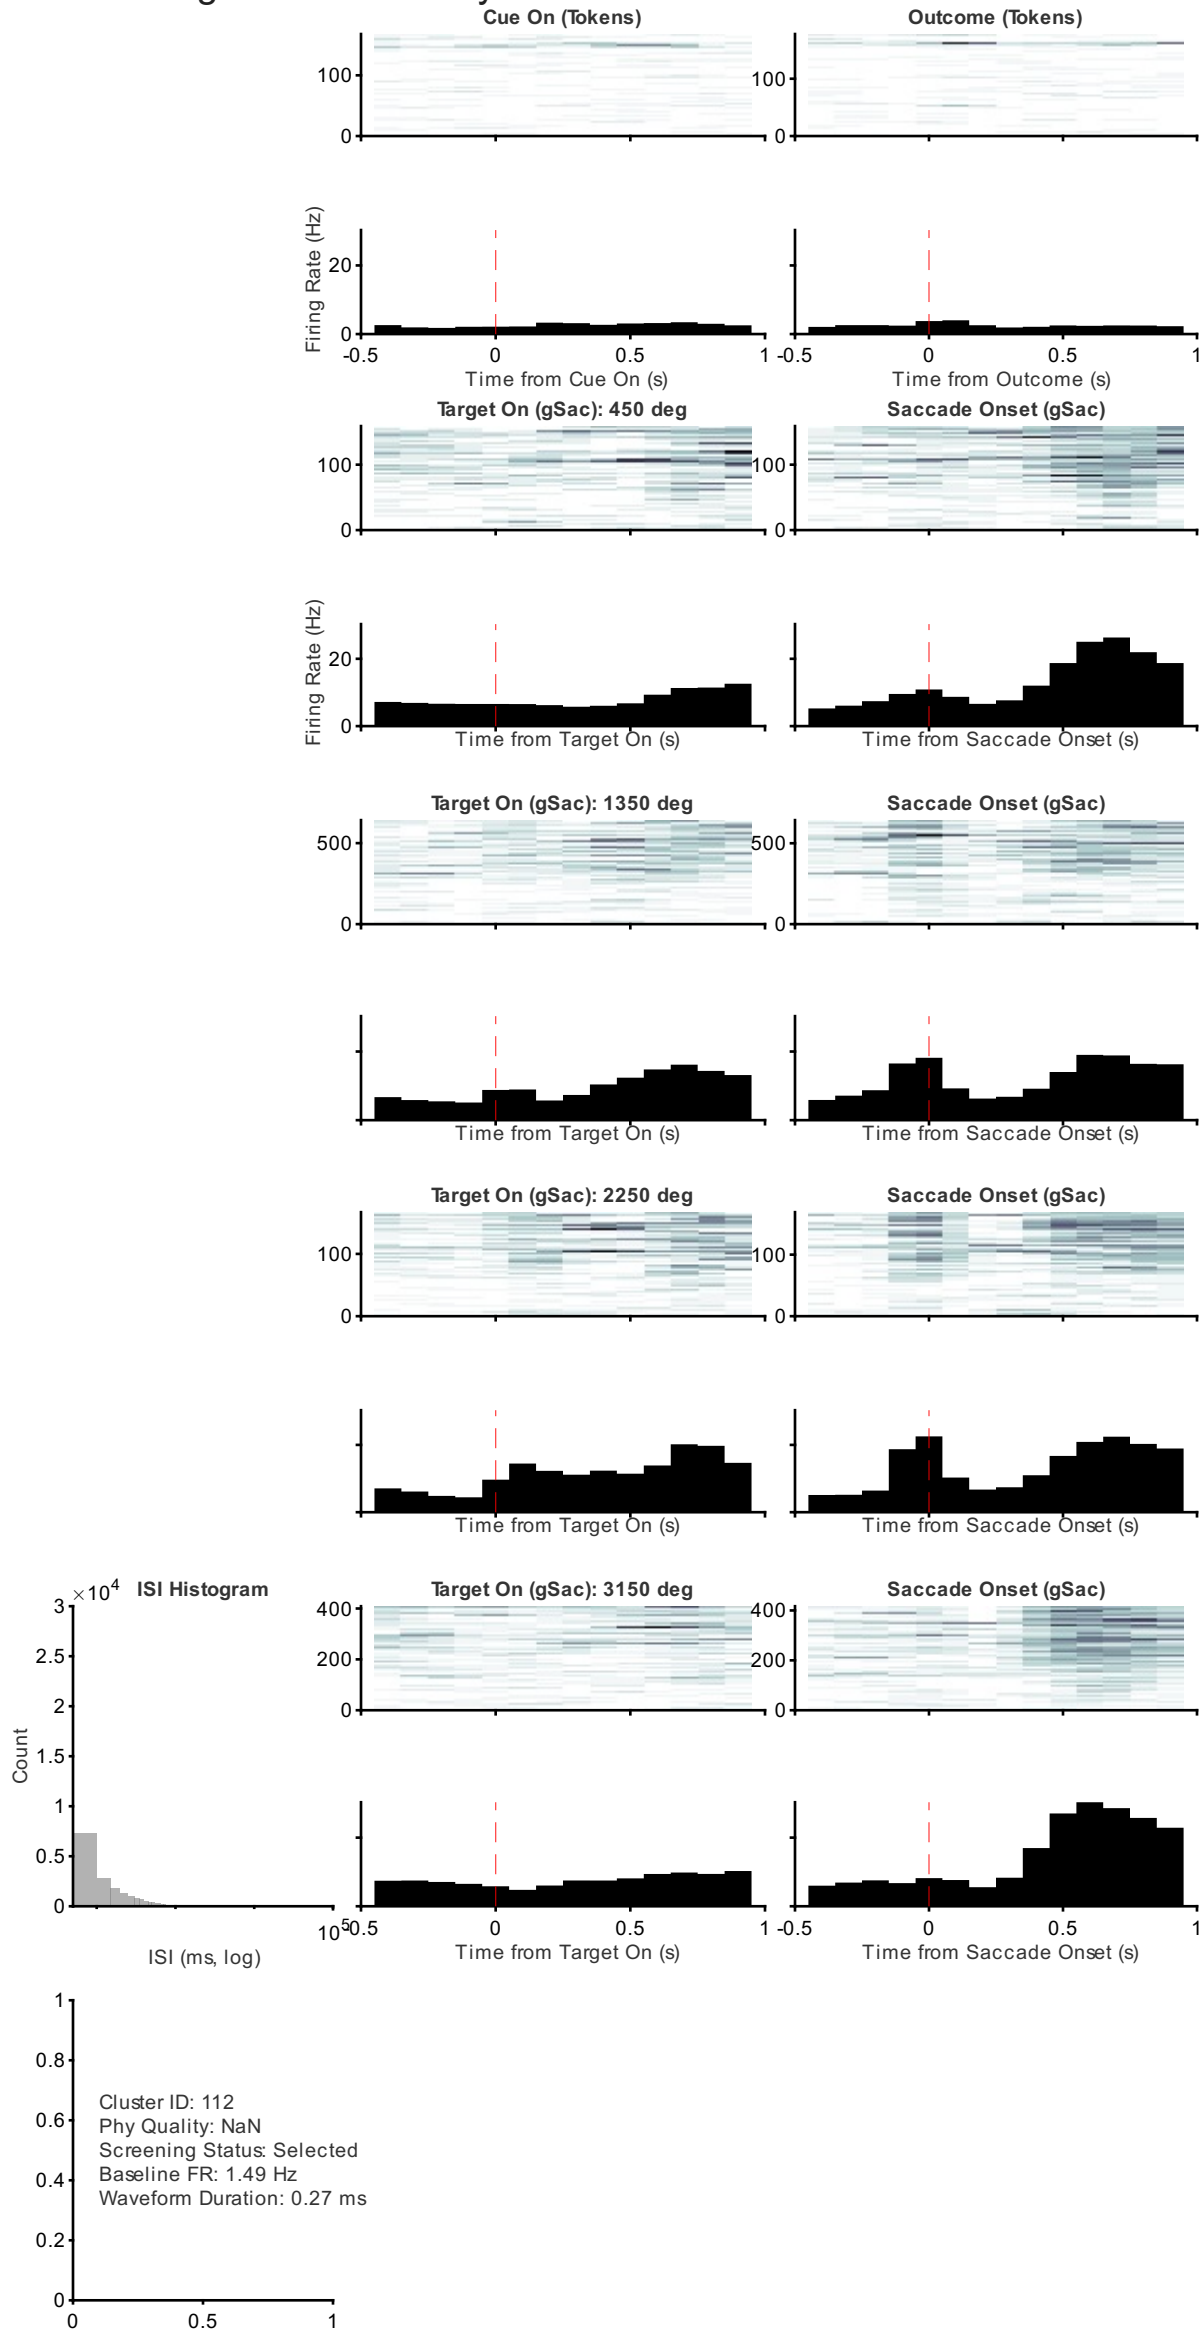 Cue On (Tokens)
Outcome (Tokens)
100
0
100
0
Firing Rate (Hz)
20
0
-0.5
0
0.5
1
-0.5
0
0.5
1
Time from Cue On (s)
Time from Outcome (s)
Target On (gSac): 450 deg
Saccade Onset (gSac)
100
0
100
0
Firing Rate (Hz)
20
0
Time from Target On (s)
Time from Saccade Onset (s)
Target On (gSac): 1350 deg
Saccade Onset (gSac)
500
0
500
0
Time from Target On (s)
Time from Saccade Onset (s)
Target On (gSac): 2250 deg
Saccade Onset (gSac)
100
0
100
0
Time from Target On (s)
Time from Saccade Onset (s)
×10⁴
ISI Histogram
Target On (gSac): 3150 deg
Saccade Onset (gSac)
3
2.5
2
1.5
1
0.5
0
Count
10⁵
ISI (ms, log)
400
200
0
400
200
0
-0.5
0
0.5
1
-0.5
0
0.5
1
Time from Target On (s)
Time from Saccade Onset (s)
1
0.8
0.6
0.4
0.2
0
Cluster ID: 112
Phy Quality: NaN
Screening Status: Selected
Baseline FR: 1.49 Hz
Waveform Duration: 0.27 ms
0
0.5
1